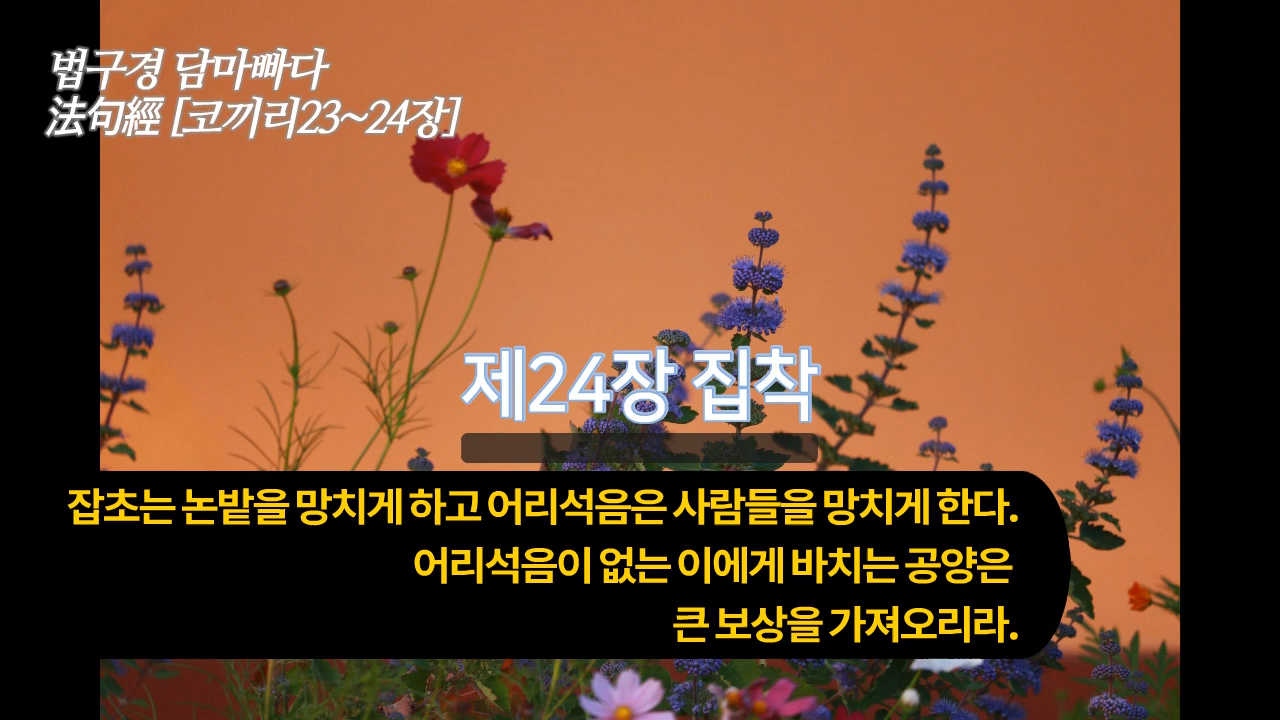 법구경 담마빠다
法句經 [코끼리23~24장]
제24장 집착
잡초는 논밭을 망치게 하고 어리석음은 사람들을 망치게 한다.
어리석음이 없는 이에게 바치는 공양은
큰 보상을 가져오리라.